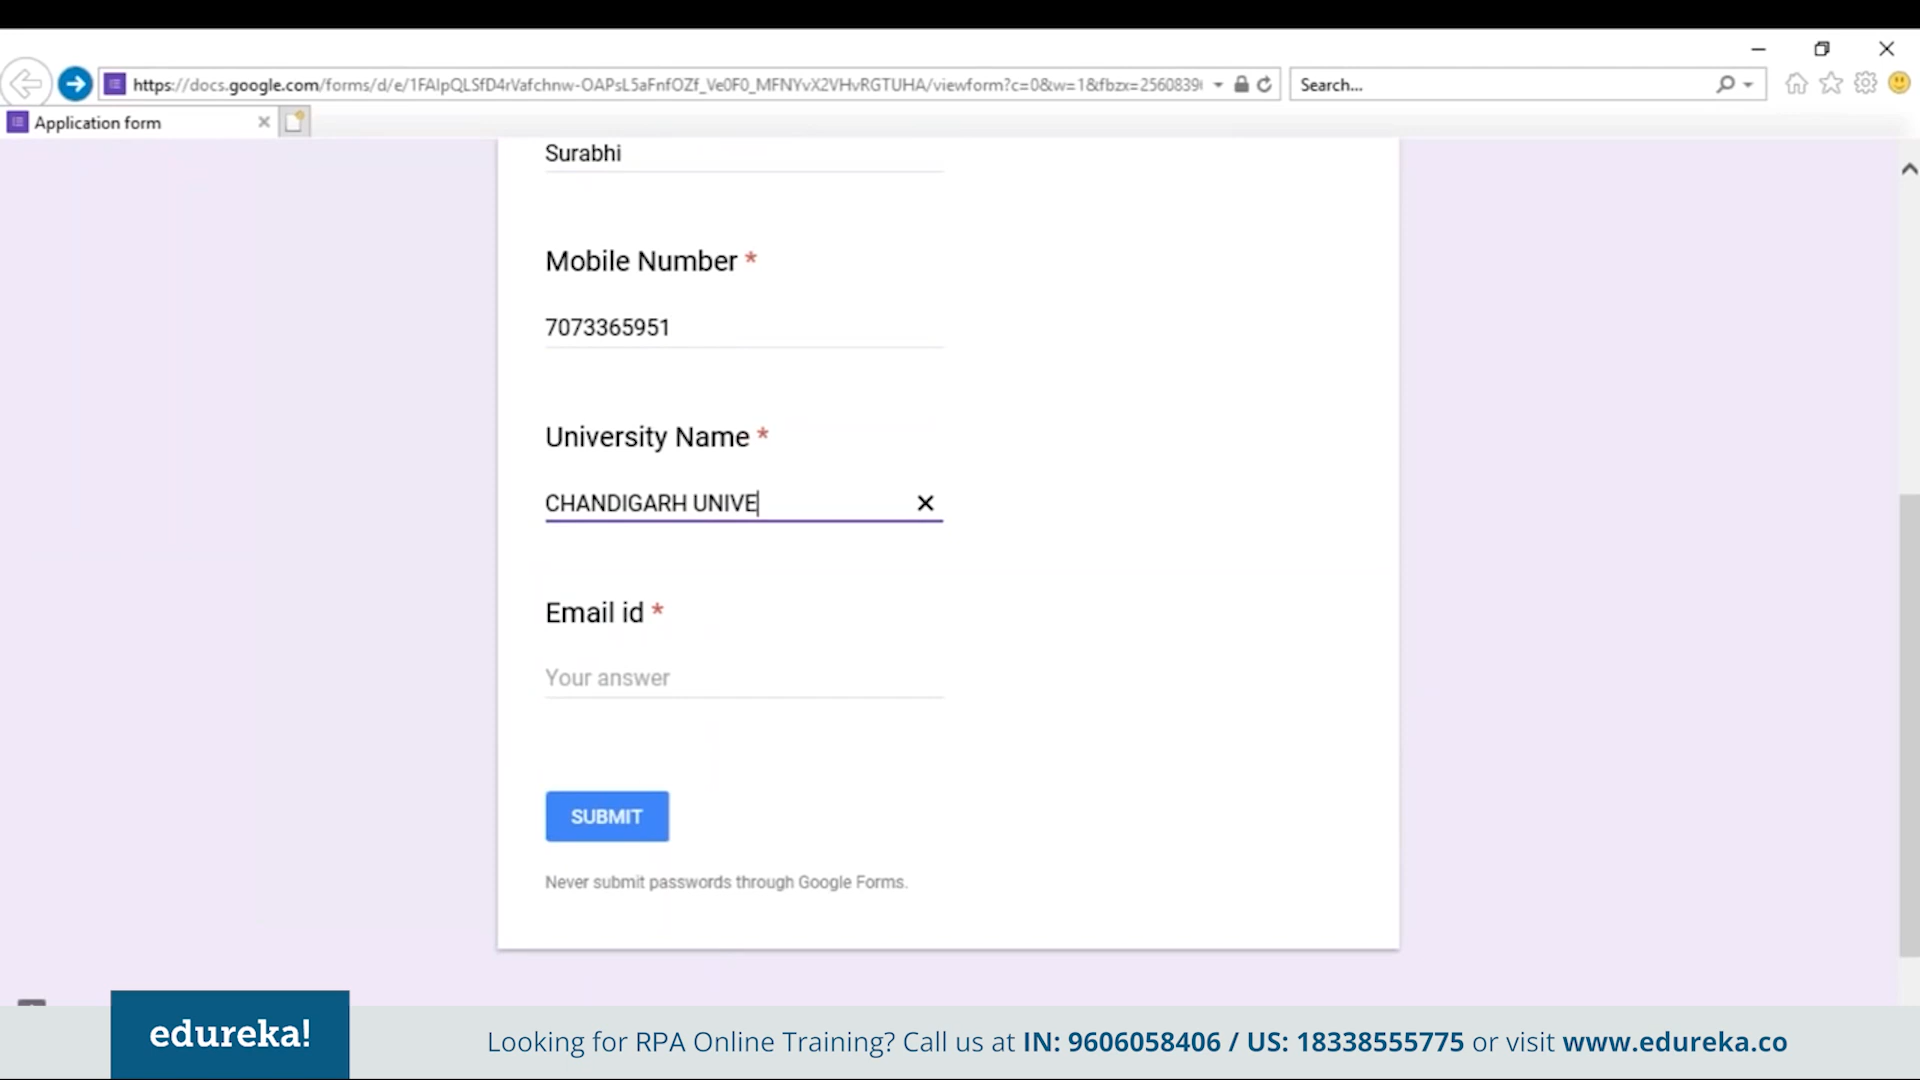 https://docs.google.com/forms/d/e/1FAIpQLSfD4rVafchnw-OAPsL5aFnfOZf_Ve0F0_MFNYvX2VHvRGTUHA/viewform?c=0&w=1&fbzx=2560839
Search...
Application form
Surabhi
Mobile Number *
7073365951
University Name *
CHANDIGARH UNIVE
Email id *
Your answer
SUBMIT
Never submit passwords through Google Forms.
edureka!
Looking for RPA Online Training? Call us at IN: 9606058406 / US: 18338555775 or visit www.edureka.co